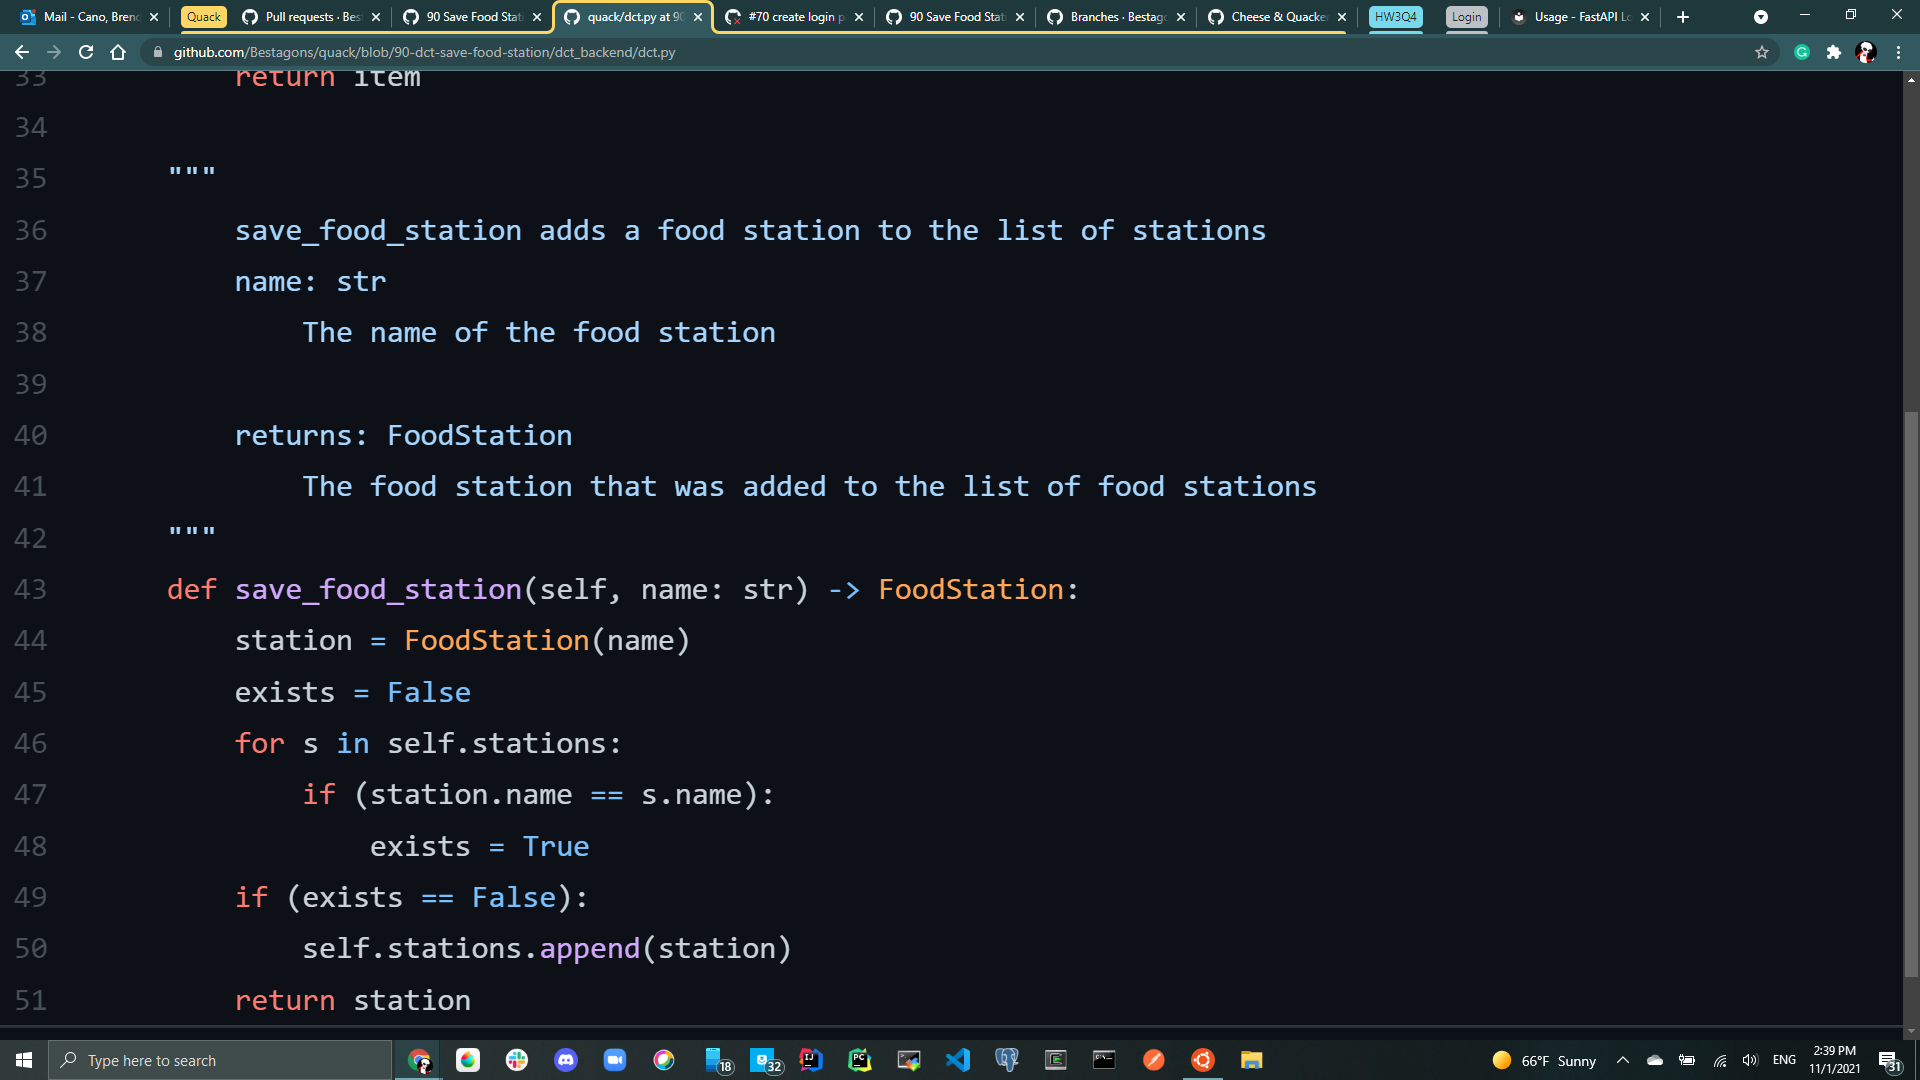 Mail - Cano, Bren
Quack
Pull requests · Bes
90 Save Food Stat
quack/dct.py at 90
#70 create login p
90 Save Food Stat
Branches · Bestago
Cheese & Quacker
HW3Q4
Login
Usage - FastAPI Lo
github.com/Bestagons/quack/blob/90-dct-save-food-station/dct_backend/dct.py
33 return item
34
35 """
36 save_food_station adds a food station to the list of stations
37 name: str
38 The name of the food station
39
40 returns: FoodStation
41 The food station that was added to the list of food stations
42 """
43 def save_food_station(self, name: str) -> FoodStation:
44 station = FoodStation(name)
45 exists = False
46 for s in self.stations:
47 if (station.name == s.name):
48 exists = True
49 if (exists == False):
50 self.stations.append(station)
51 return station
Type here to search
18
32
IJ
PC
66°F Sunny
ENG
2:39 PM
11/1/2021
31